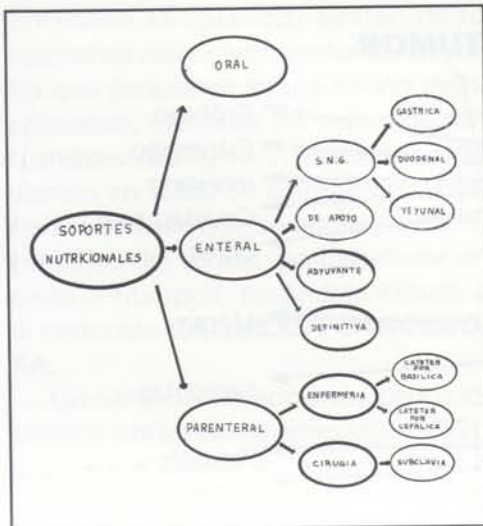 ORAL
GASTRICA
S.N.G.
DUODENAL
YEYUNAL
DE APOYO
SOPORTES
NUTRICIONALES
ENTERAL
ADYUVANTE
DEFINITIVA
CATETER
POR
BASILICA
ENFERMERIA
PARENTERAL
CATETER
POR
CEFALICA
CIRUGIA
SUBCLAVIA